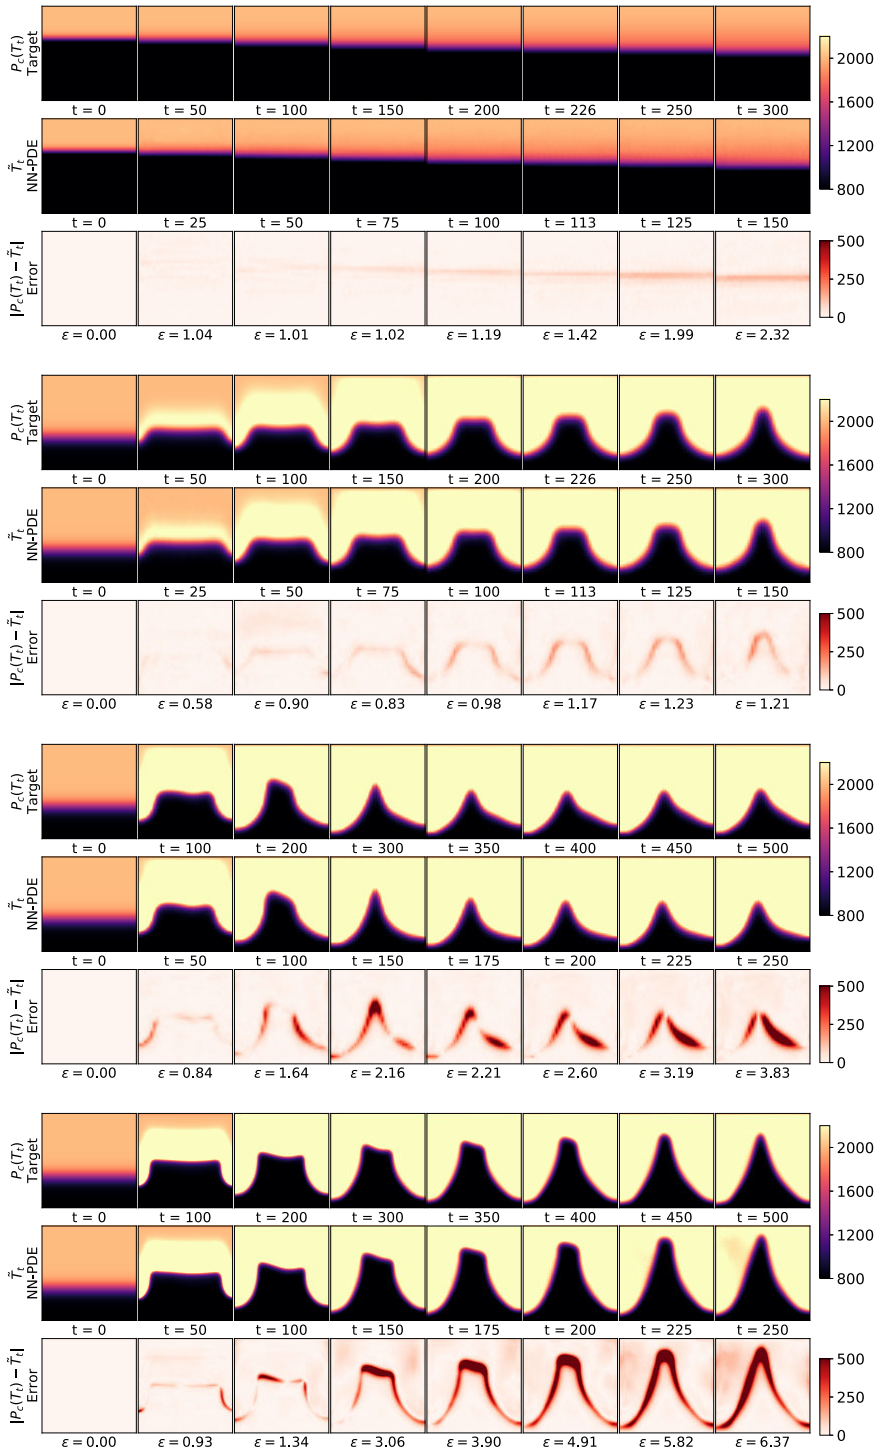 P_c(T_t)
Target
2000
1600
1200
800
t = 0 t = 50 t = 100 t = 150 t = 200 t = 226 t = 250 t = 300
T̃_t
NN-PDE
t = 0 t = 25 t = 50 t = 75 t = 100 t = 113 t = 125 t = 150
|P_c(T_t) − T̃_t|
Error
500
250
0
ε = 0.00 ε = 1.04 ε = 1.01 ε = 1.02 ε = 1.19 ε = 1.42 ε = 1.99 ε = 2.32
P_c(T_t)
Target
2000
1600
1200
800
t = 0 t = 50 t = 100 t = 150 t = 200 t = 226 t = 250 t = 300
T̃_t
NN-PDE
t = 0 t = 25 t = 50 t = 75 t = 100 t = 113 t = 125 t = 150
|P_c(T_t) − T̃_t|
Error
500
250
0
ε = 0.00 ε = 0.58 ε = 0.90 ε = 0.83 ε = 0.98 ε = 1.17 ε = 1.23 ε = 1.21
P_c(T_t)
Target
2000
1600
1200
800
t = 0 t = 100 t = 200 t = 300 t = 350 t = 400 t = 450 t = 500
T̃_t
NN-PDE
t = 0 t = 50 t = 100 t = 150 t = 175 t = 200 t = 225 t = 250
|P_c(T_t) − T̃_t|
Error
500
250
0
ε = 0.00 ε = 0.84 ε = 1.64 ε = 2.16 ε = 2.21 ε = 2.60 ε = 3.19 ε = 3.83
P_c(T_t)
Target
2000
1600
1200
800
t = 0 t = 100 t = 200 t = 300 t = 350 t = 400 t = 450 t = 500
T̃_t
NN-PDE
t = 0 t = 50 t = 100 t = 150 t = 175 t = 200 t = 225 t = 250
|P_c(T_t) − T̃_t|
Error
500
250
0
ε = 0.00 ε = 0.93 ε = 1.34 ε = 3.06 ε = 3.90 ε = 4.91 ε = 5.82 ε = 6.37